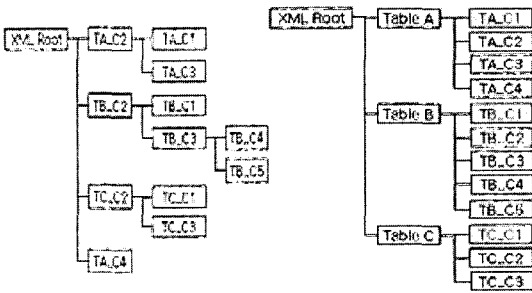 XML Root
TA_C2
TA_C1
TA_C3
TB_C2
TB_C1
TB_C3
TB_C4
TB_C5
TC_C2
TC_C1
TC_C3
TA_C4
XML Root
Table A
TA_C1
TA_C2
TA_C3
TA_C4
Table B
TB_C1
TB_C2
TB_C3
TB_C4
TB_C5
Table C
TC_C1
TC_C2
TC_C3